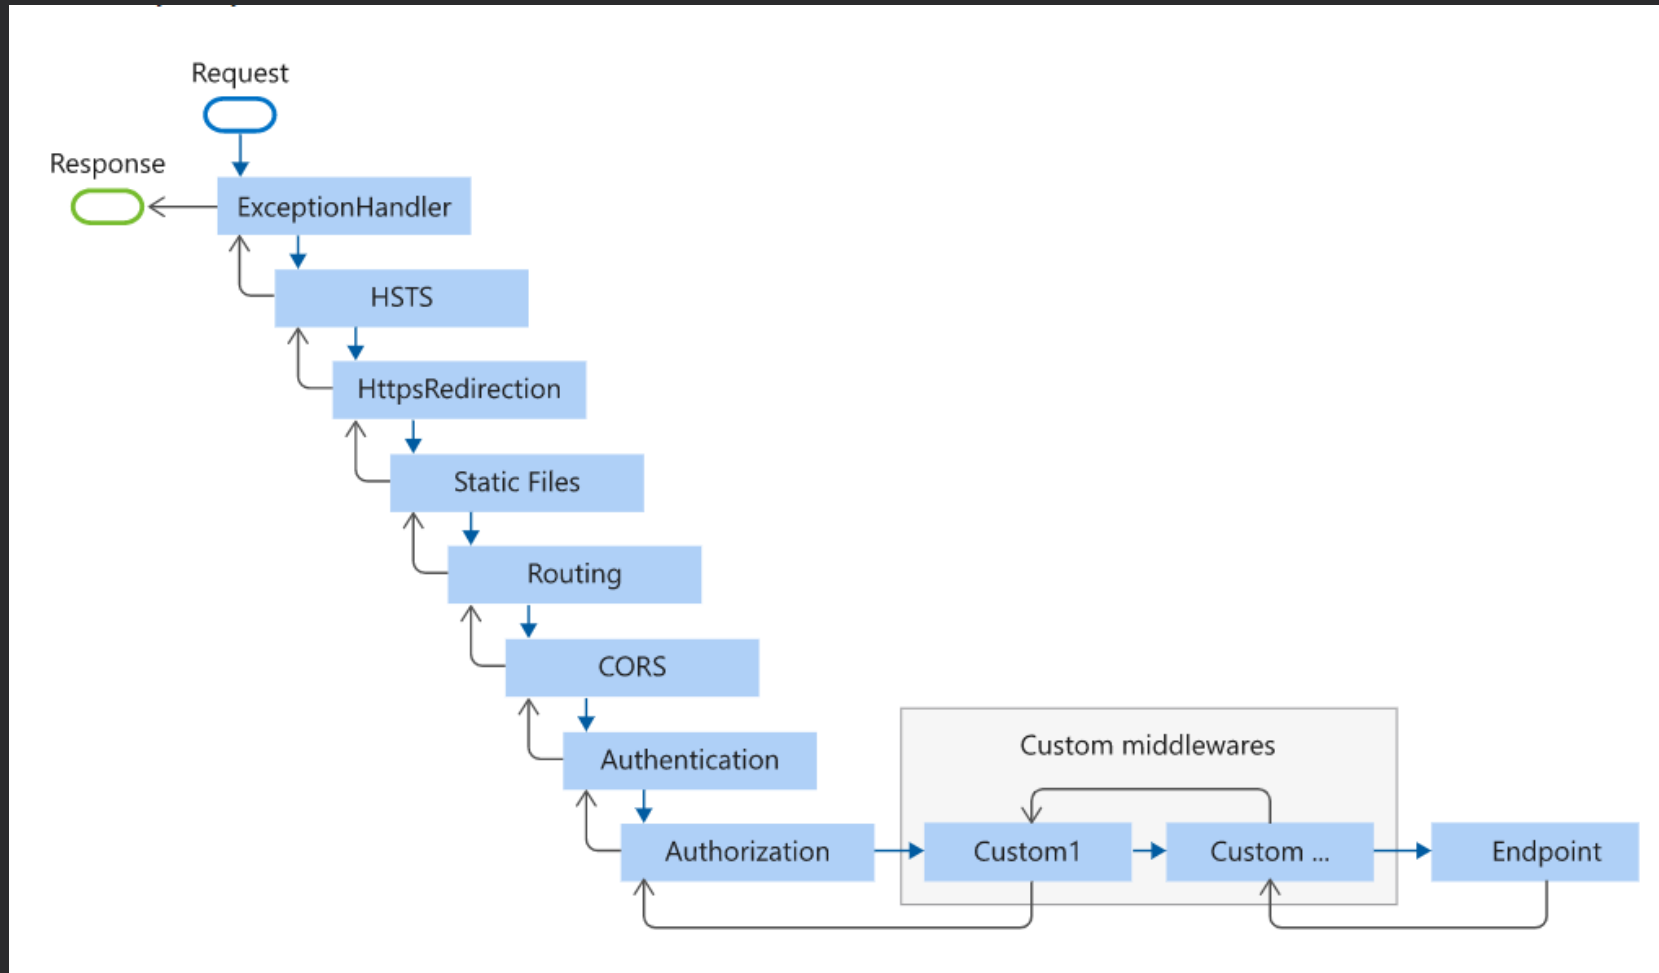 Request
Response
ExceptionHandler
HSTS
HttpsRedirection
Static Files
Routing
CORS
Authentication
Custom middlewares
Authorization
Custom1
Custom ...
Endpoint